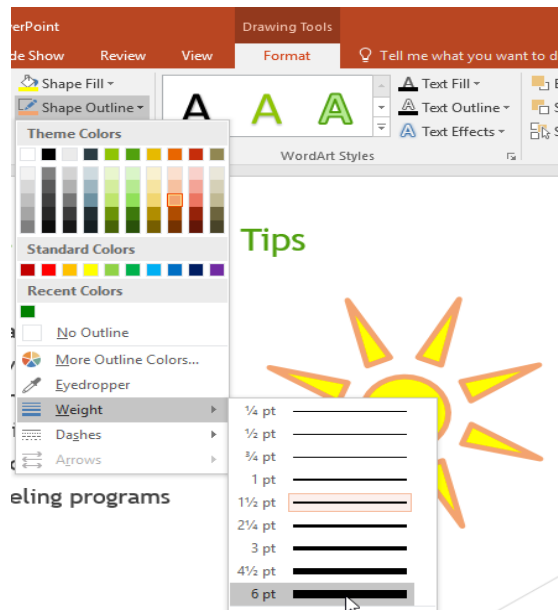 erPoint
Drawing Tools
de Show Review View Format Tell me what you want to d
Shape Fill
Shape Outline
A A A
Text Fill
Text Outline
Text Effects
WordArt Styles
Theme Colors
Standard Colors
Recent Colors
No Outline
More Outline Colors...
Eyedropper
Weight
Dashes
Arrows
Tips
eling programs
¼ pt
½ pt
¾ pt
1 pt
1½ pt
2¼ pt
3 pt
4½ pt
6 pt